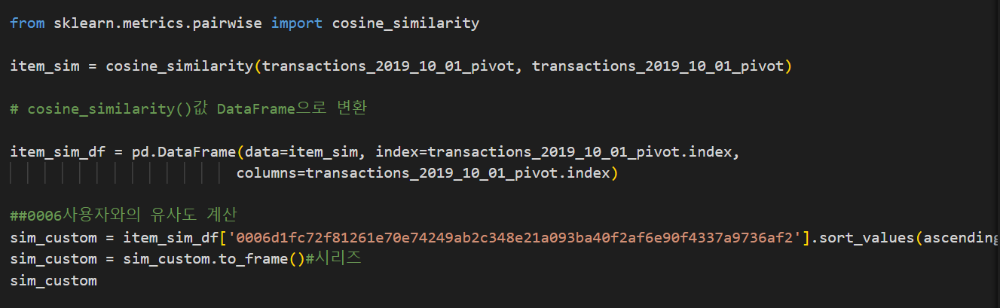 from sklearn.metrics.pairwise import cosine_similarity
item_sim = cosine_similarity(transactions_2019_10_01_pivot, transactions_2019_10_01_pivot)
# cosine_similarity()값 DataFrame으로 변환
item_sim_df = pd.DataFrame(data=item_sim, index=transactions_2019_10_01_pivot.index,
columns=transactions_2019_10_01_pivot.index)
##0006사용자와의 유사도 계산
sim_custom = item_sim_df['0006d1fc72f81261e70e74249ab2c348e21a093ba40f2af6e90f4337a9736af2'].sort_values(ascending
sim_custom = sim_custom.to_frame()#시리즈
sim_custom